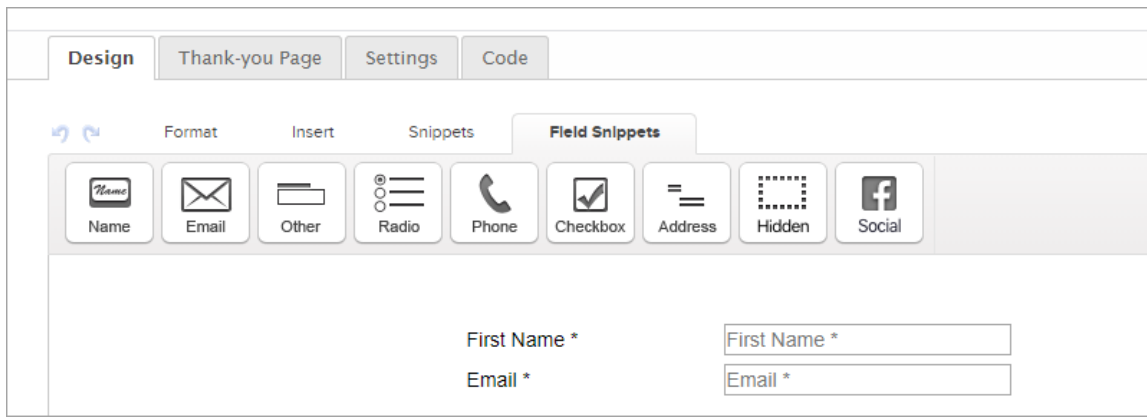 Design Thank-you Page Settings Code
Format Insert Snippets Field Snippets
Name
Name Email Other Radio Phone Checkbox Address Hidden Social
First Name * First Name *
Email * Email *